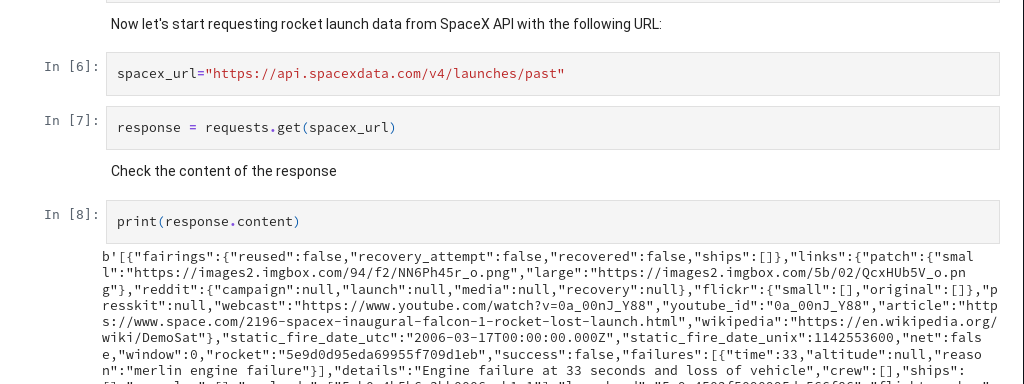 Now let's start requesting rocket launch data from SpaceX API with the following URL:
In [6]:
spacex_url="https://api.spacexdata.com/v4/launches/past"
In [7]:
response = requests.get(spacex_url)
Check the content of the response
In [8]:
print(response.content)
b'[{"fairings":{"reused":false,"recovery_attempt":false,"recovered":false,"ships":[]},"links":{"patch":{"smal
l":"https://images2.imgbox.com/94/f2/NN6Ph45r_o.png","large":"https://images2.imgbox.com/5b/02/QcxHUb5V_o.pn
g"},"reddit":{"campaign":null,"launch":null,"media":null,"recovery":null},"flickr":{"small":[],"original":[]},"p
resskit":null,"webcast":"https://www.youtube.com/watch?v=0a_00nJ_Y88","youtube_id":"0a_00nJ_Y88","article":"http
s://www.space.com/2196-spacex-inaugural-falcon-1-rocket-lost-launch.html","wikipedia":"https://en.wikipedia.org/
wiki/DemoSat"},"static_fire_date_utc":"2006-03-17T00:00:00.000Z","static_fire_date_unix":1142553600,"net":fals
e,"window":0,"rocket":"5e9d0d95eda69955f709d1eb","success":false,"failures":[{"time":33,"altitude":null,"reaso
n":"merlin engine failure"}],"details":"Engine failure at 33 seconds and loss of vehicle","crew":[],"ships":